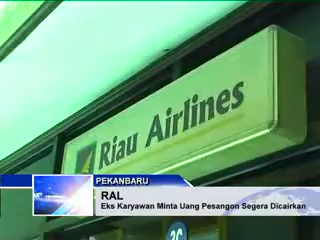 Riau Airlines
PEKANBARU
RAL
Eks Karyawan Minta Uang Pesangon Segera Dicairkan